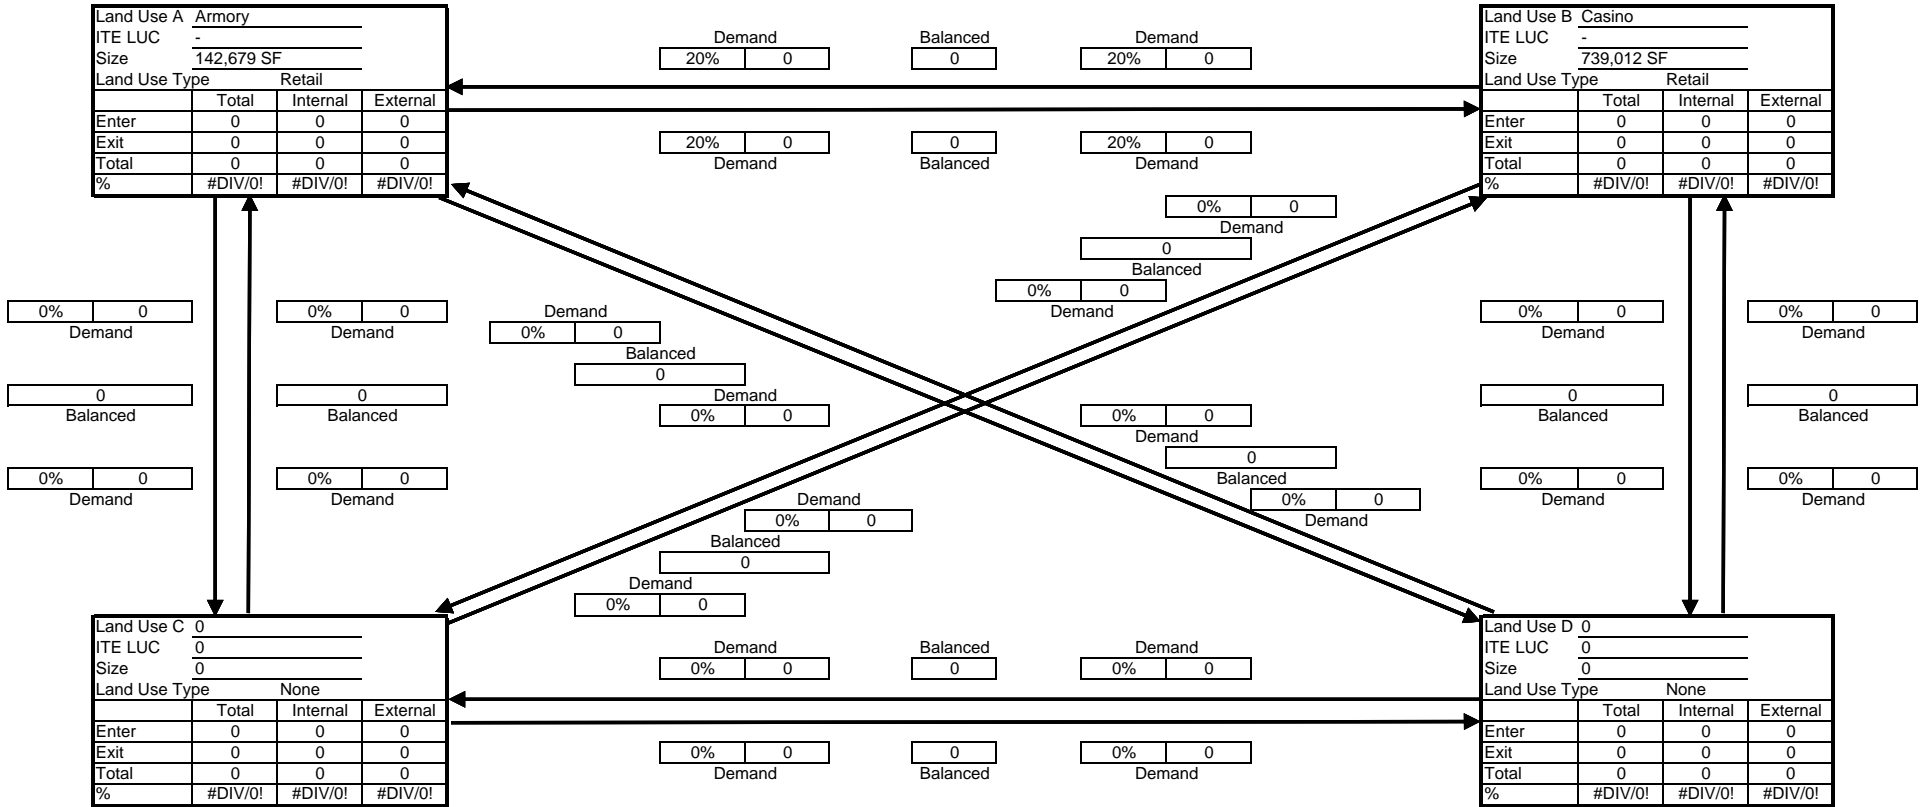 Land Use A Armory
ITE LUC -
Size 142,679 SF
Land Use Type Retail
Total Internal External
Enter 0 0 0
Exit 0 0 0
Total 0 0 0
% #DIV/0! #DIV/0! #DIV/0!
Demand Balanced Demand
20% 0 0 20% 0
20% 0 0 20% 0
Demand Balanced Demand
Land Use B Casino
ITE LUC -
Size 739,012 SF
Land Use Type Retail
Total Internal External
Enter 0 0 0
Exit 0 0 0
Total 0 0 0
% #DIV/0! #DIV/0! #DIV/0!
0% 0
Demand
0
Balanced
0% 0
Demand
0% 0 0% 0
Demand Demand
0 0
Balanced Balanced
0% 0 0% 0
Demand Demand
Demand
0% 0
Balanced
0
Demand
0% 0
0% 0
Demand
0
Balanced
0% 0
Demand
0% 0 0% 0
Demand Demand
0 0
Balanced Balanced
0% 0 0% 0
Demand Demand
Demand
0% 0
Balanced
0
Demand
0% 0
Land Use C 0
ITE LUC 0
Size 0
Land Use Type None
Total Internal External
Enter 0 0 0
Exit 0 0 0
Total 0 0 0
% #DIV/0! #DIV/0! #DIV/0!
Demand Balanced Demand
0% 0 0 0% 0
0% 0 0 0% 0
Demand Balanced Demand
Land Use D 0
ITE LUC 0
Size 0
Land Use Type None
Total Internal External
Enter 0 0 0
Exit 0 0 0
Total 0 0 0
% #DIV/0! #DIV/0! #DIV/0!